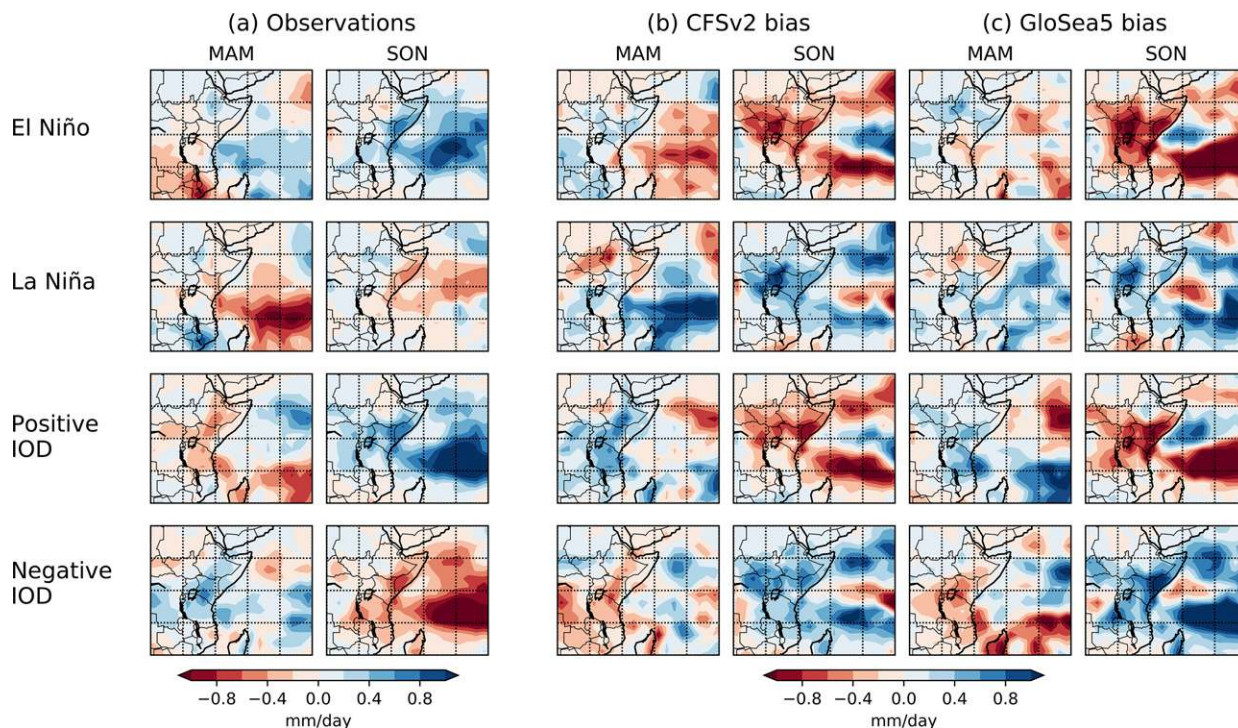 (a) Observations
(b) CFSv2 bias
(c) GloSea5 bias
MAM
SON
MAM
SON
MAM
SON
El Niño
La Niña
Positive
IOD
Negative
IOD
−0.8
−0.4
0.0
0.4
0.8
mm/day
−0.8
−0.4
0.0
0.4
0.8
mm/day